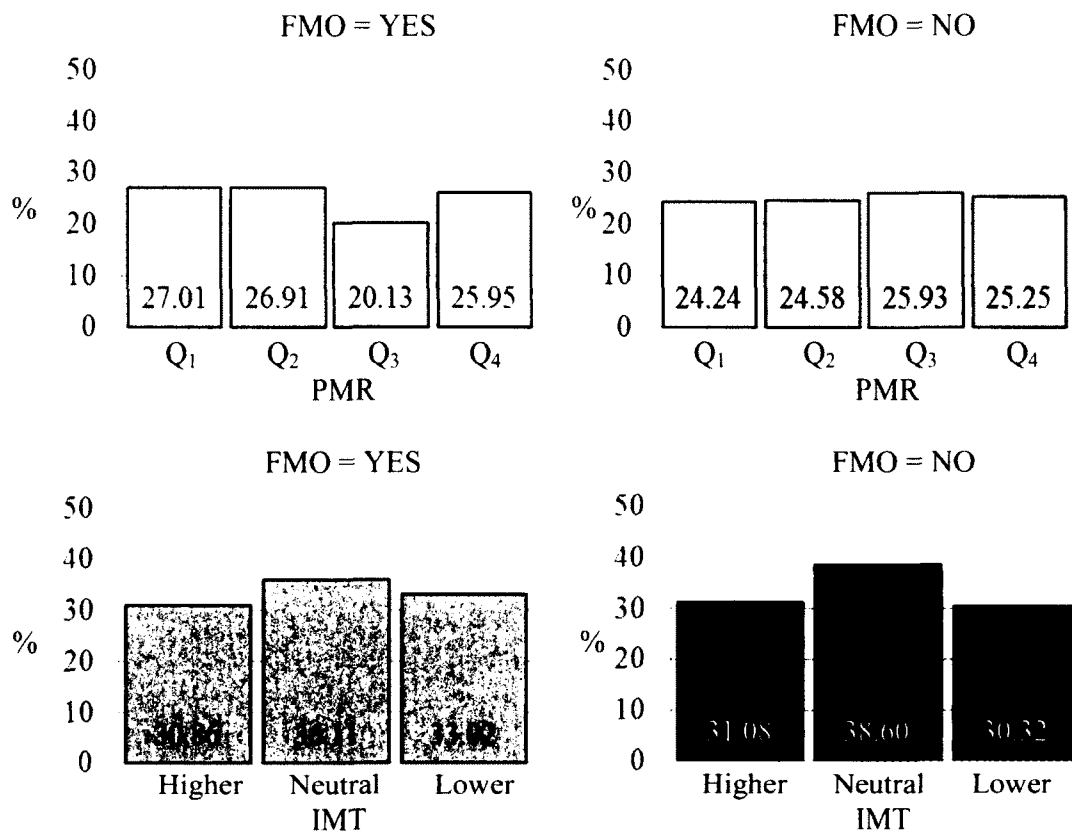 FMO = YES
50
40
30
%
20
10
0
27.01 26.91 20.13 25.95
Q1 Q2 Q3 Q4
PMR
FMO = NO
50
40
30
%
20
10
0
24.24 24.58 25.93 25.25
Q1 Q2 Q3 Q4
PMR
FMO = YES
50
40
30
%
20
10
0
Higher Neutral Lower
IMT
FMO = NO
50
40
30
%
20
10
0
31.08 38.60 30.32
Higher Neutral Lower
IMT